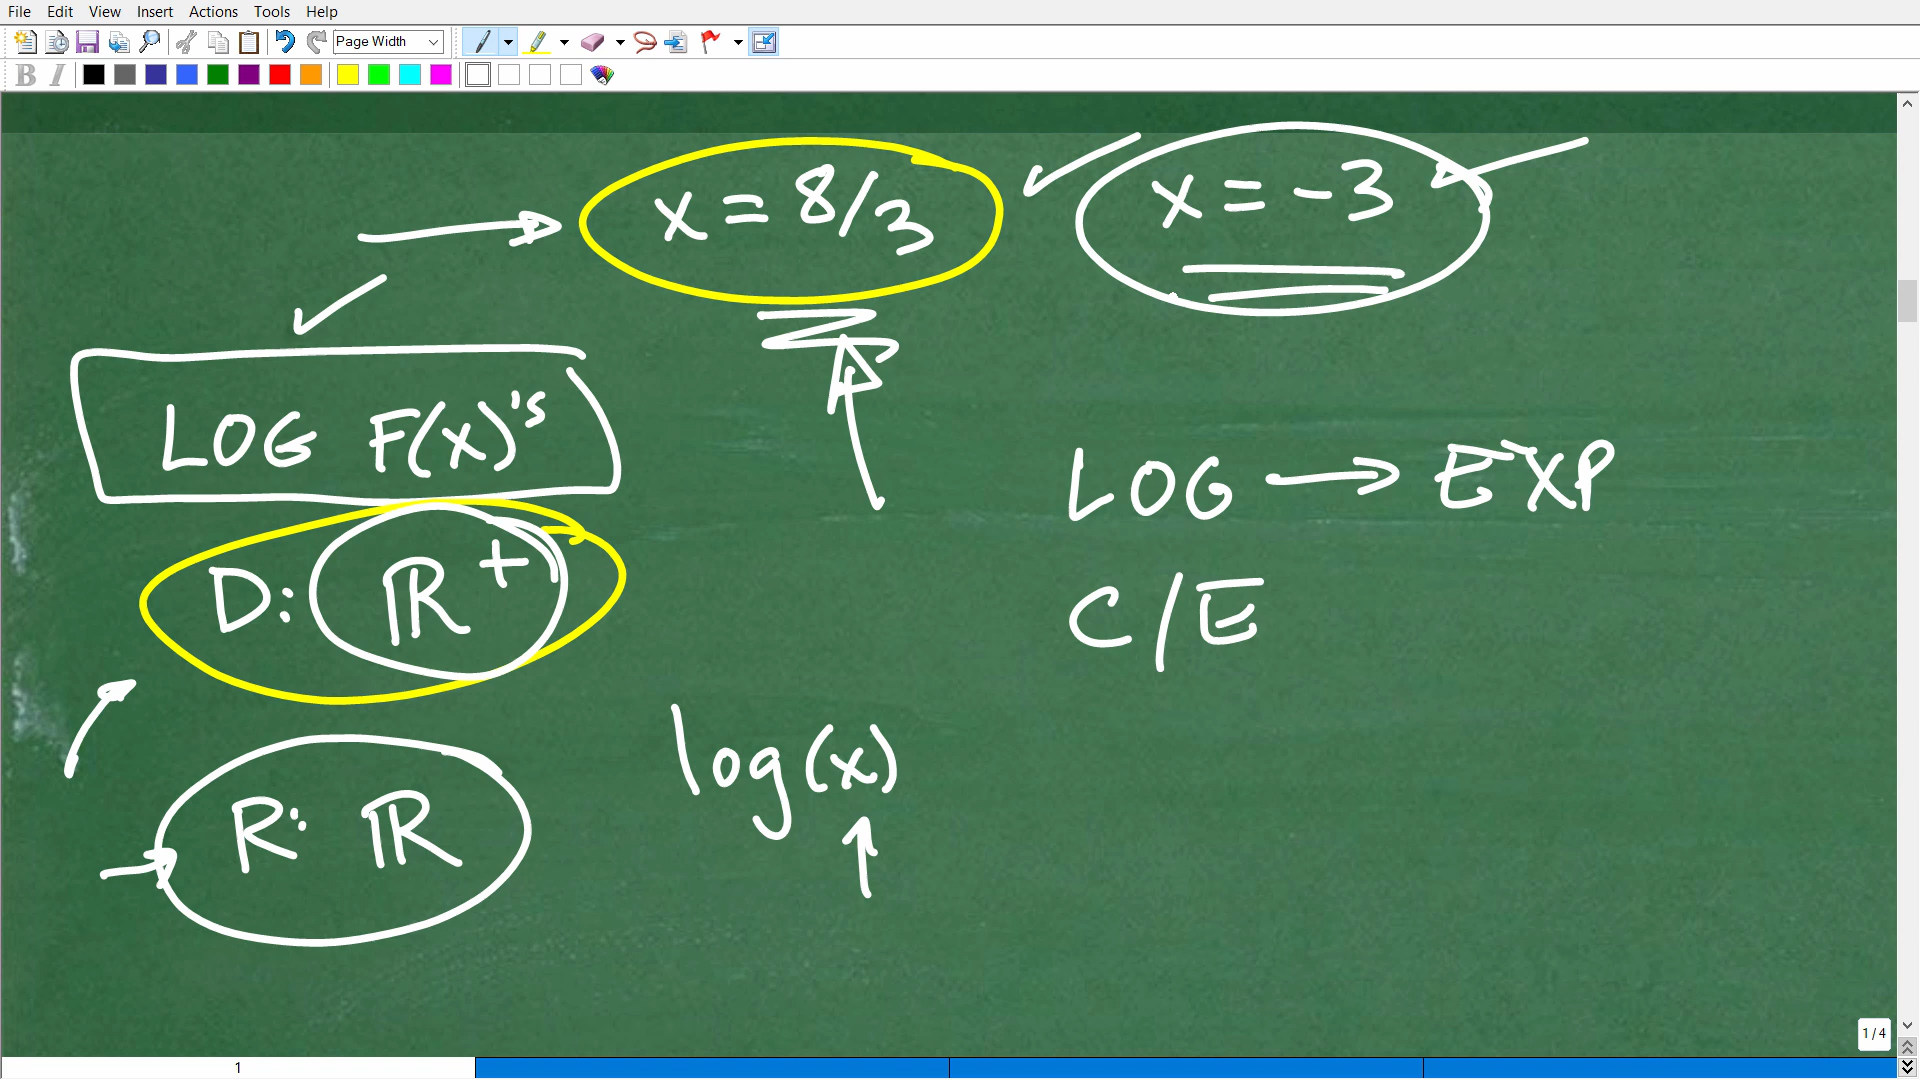 File Edit View Insert Actions Tools Help
Page Width
B I
x = 8/3 x = -3
LOG F(X)'s
LOG → EXP
D: ℝ+
C/E
log(x)
R: ℝ
1 / 4
1